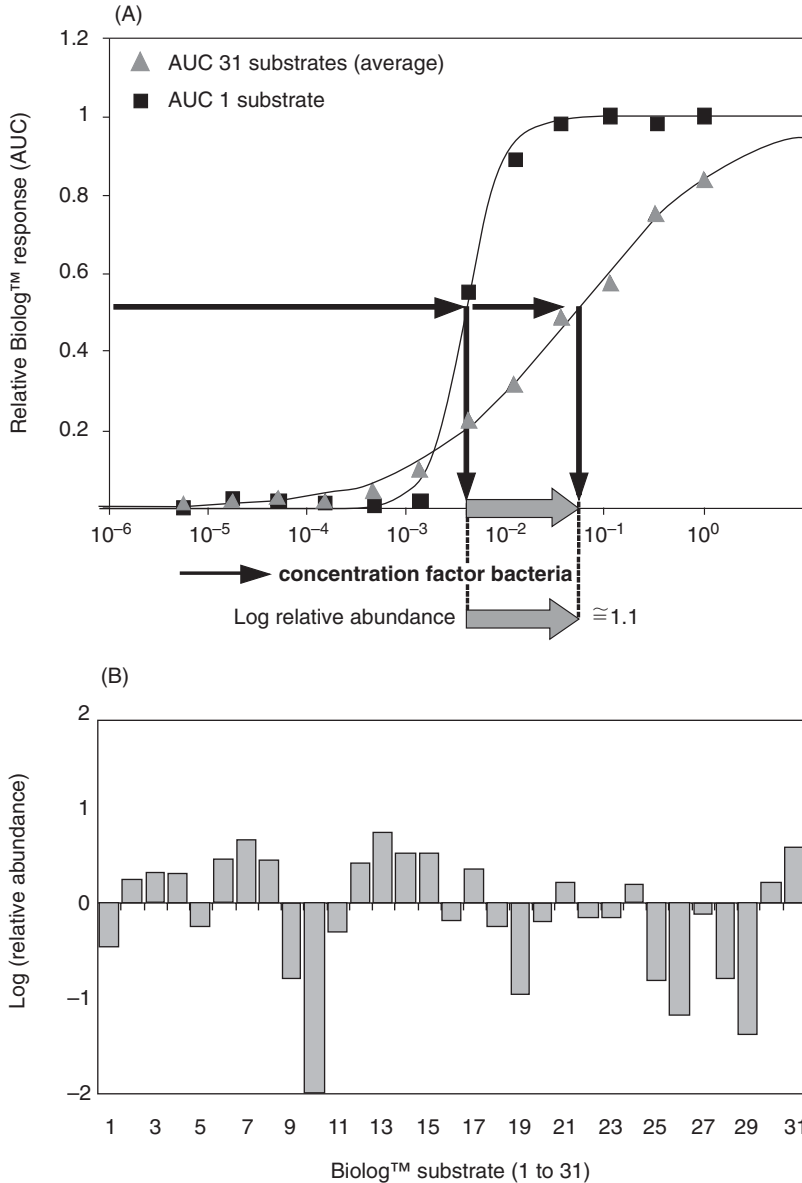 (A)
1.2
1
0.8
0.6
0.4
0.2
Relative Biolog™ response (AUC)
AUC 31 substrates (average)
AUC 1 substrate
10⁻⁶ 10⁻⁵ 10⁻⁴ 10⁻³ 10⁻² 10⁻¹ 10⁰
concentration factor bacteria
Log relative abundance ≅1.1
(B)
2
1
0
−1
−2
Log (relative abundance)
1 3 5 7 9 11 13 15 17 19 21 23 25 27 29 31
Biolog™ substrate (1 to 31)